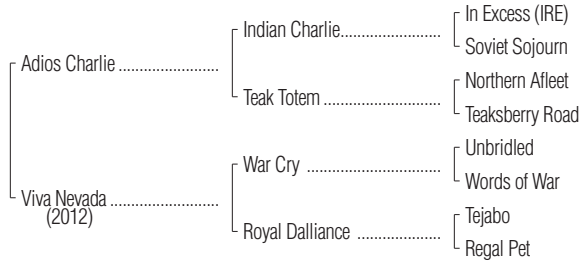 In Excess (IRE)
Indian Charlie....................
Soviet Sojourn
Adios Charlie ....................
Northern Afleet
Teak Totem .......................
Teaksberry Road
Unbridled
War Cry ..........................
Words of War
Viva Nevada ......................
(2012)
Tejabo
Royal Dalliance ..................
Regal Pet